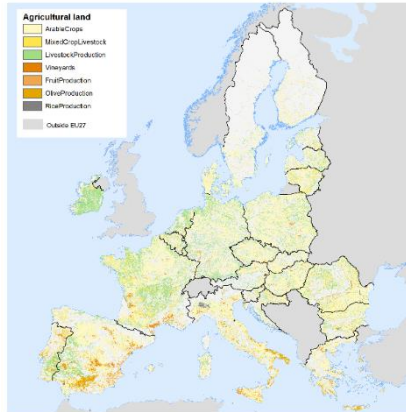 Agricultural land
ArableCrops
MixedCropLivestock
LivestockProduction
Vineyards
FruitProduction
OliveProduction
RiceProduction
Outside EU27